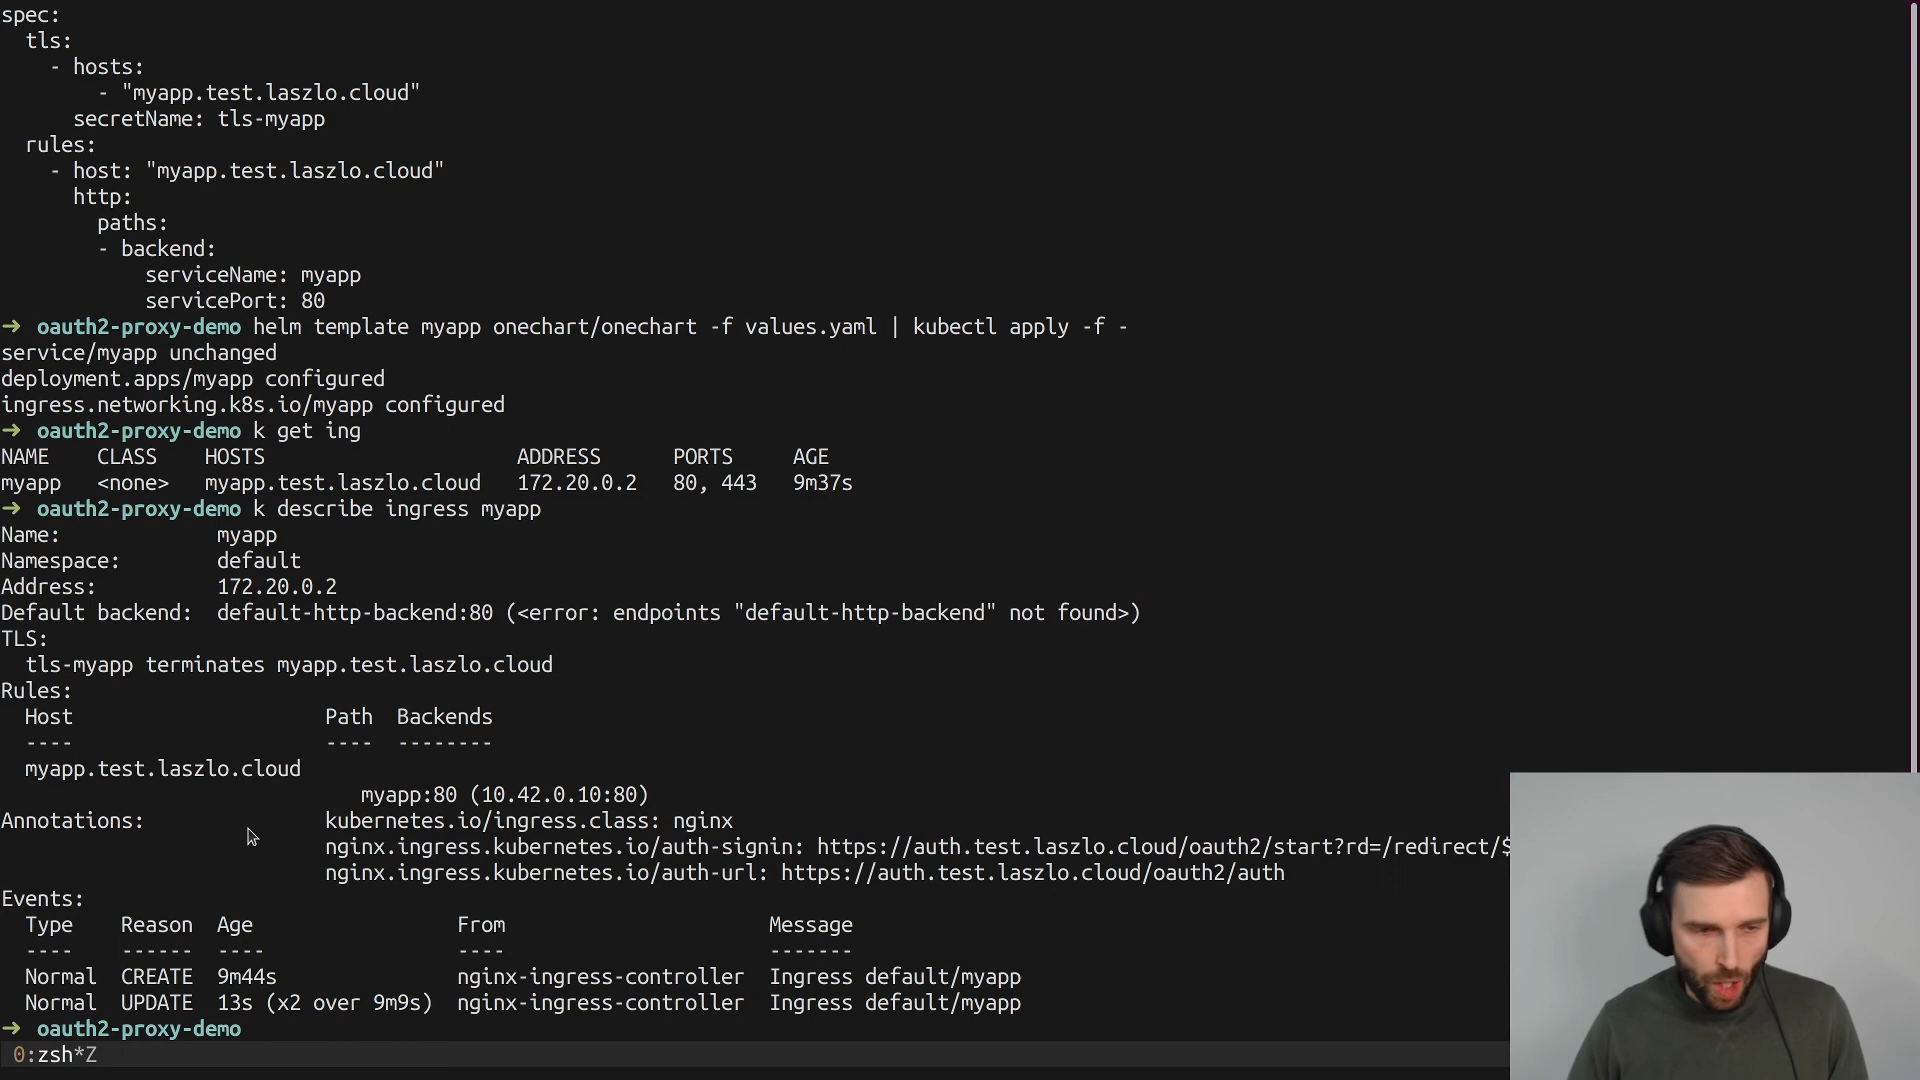 spec:
tls:
- hosts:
- "myapp.test.laszlo.cloud"
secretName: tls-myapp
rules:
- host: "myapp.test.laszlo.cloud"
http:
paths:
- backend:
serviceName: myapp
servicePort: 80
➜ oauth2-proxy-demo helm template myapp onechart/onechart -f values.yaml | kubectl apply -f -
service/myapp unchanged
deployment.apps/myapp configured
ingress.networking.k8s.io/myapp configured
➜ oauth2-proxy-demo k get ing
NAME CLASS HOSTS ADDRESS PORTS AGE
myapp <none> myapp.test.laszlo.cloud 172.20.0.2 80, 443 9m37s
➜ oauth2-proxy-demo k describe ingress myapp
Name: myapp
Namespace: default
Address: 172.20.0.2
Default backend: default-http-backend:80 (<error: endpoints "default-http-backend" not found>)
TLS:
tls-myapp terminates myapp.test.laszlo.cloud
Rules:
Host Path Backends
---- ---- --------
myapp.test.laszlo.cloud
myapp:80 (10.42.0.10:80)
Annotations: kubernetes.io/ingress.class: nginx
nginx.ingress.kubernetes.io/auth-signin: https://auth.test.laszlo.cloud/oauth2/start?rd=/redirect/$
nginx.ingress.kubernetes.io/auth-url: https://auth.test.laszlo.cloud/oauth2/auth
Events:
Type Reason Age From Message
---- ------ ---- ---- -------
Normal CREATE 9m44s nginx-ingress-controller Ingress default/myapp
Normal UPDATE 13s (x2 over 9m9s) nginx-ingress-controller Ingress default/myapp
➜ oauth2-proxy-demo
0:zsh*Z